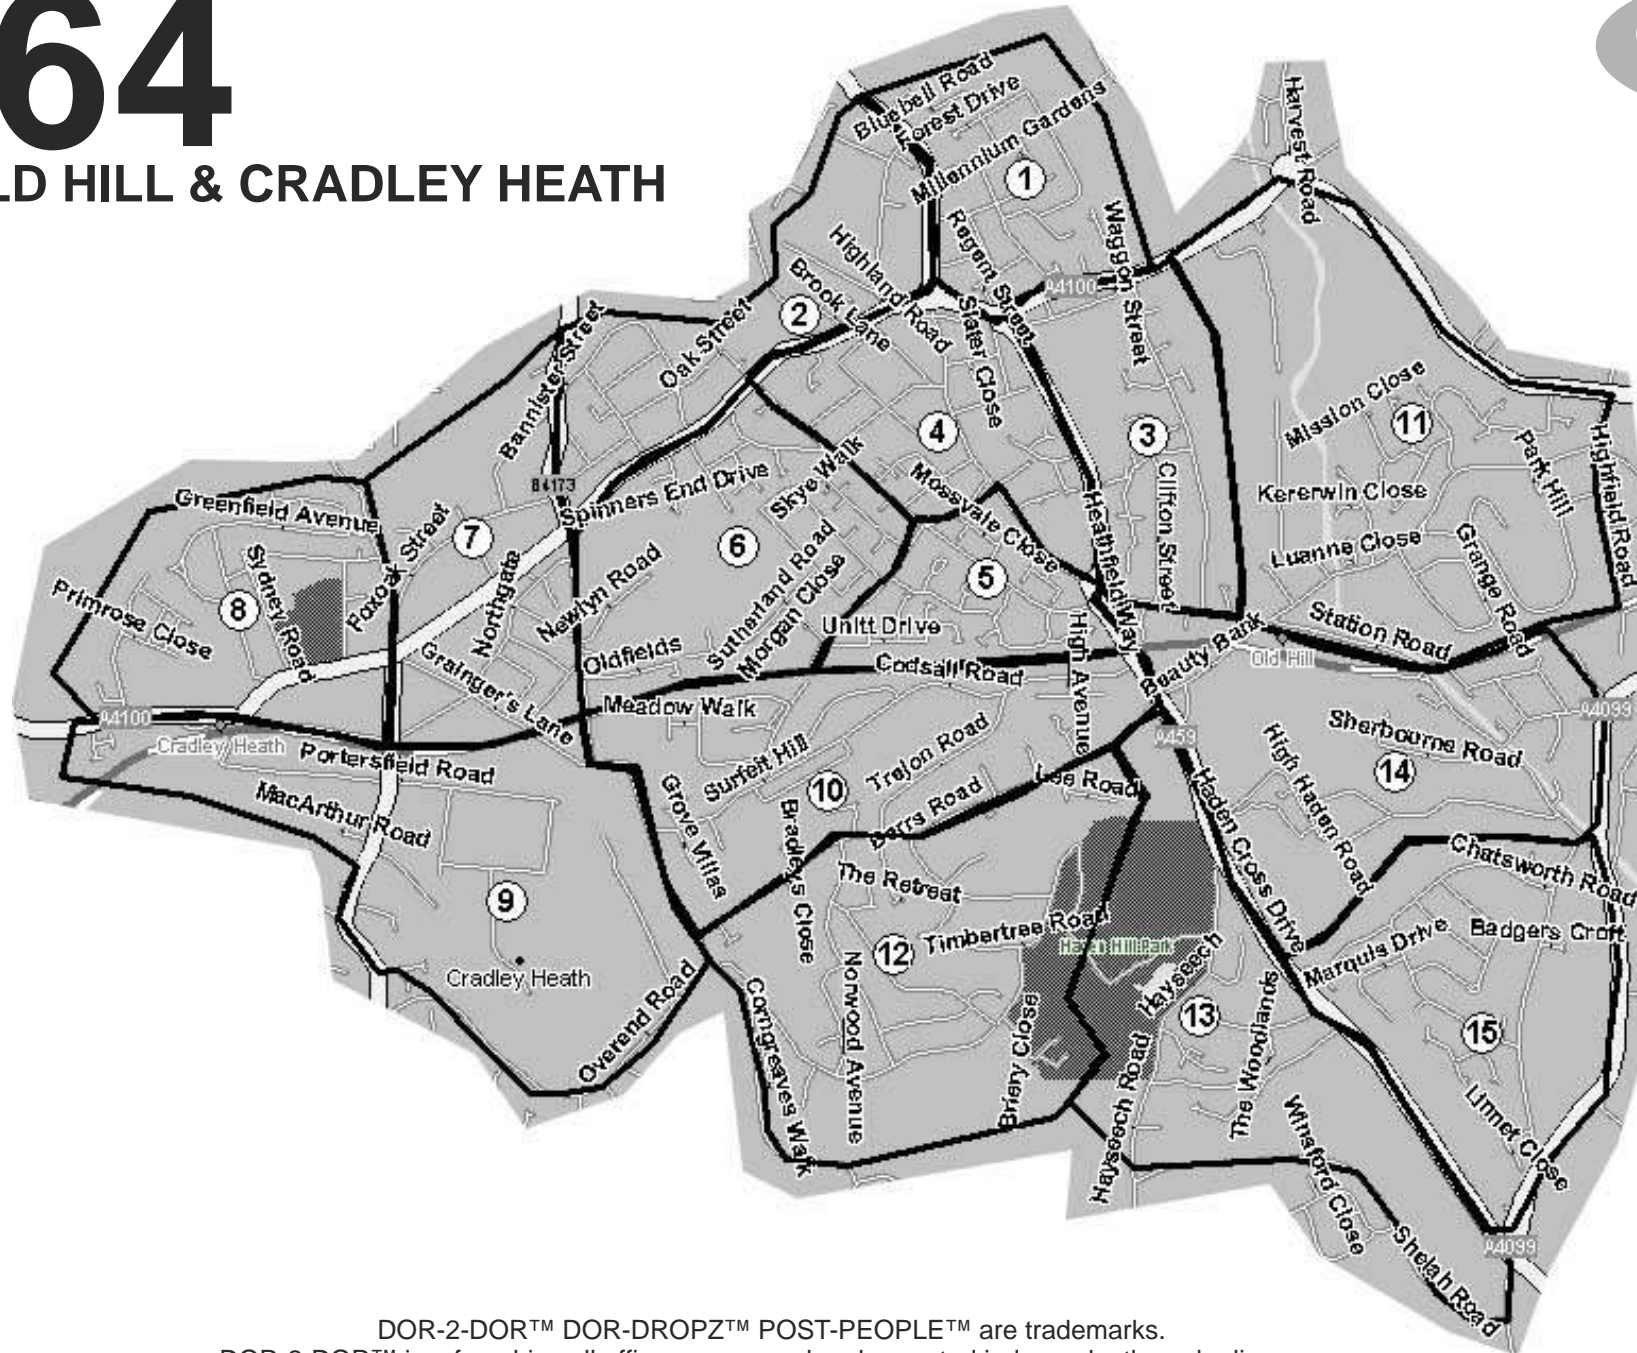 64
LD HILL & CRADLEY HEATH
Bluebell Road
Forest Drive
Millennium Gardens
1
Harvest Road
Regent Street
Waggon Street
Highland Road
Brook Lane
2
Slater Close
A4100
Oak Street
Bannister Street
4
3
Mission Close
11
Park Hill
Highfield Road
B4173
Spinners End Drive
Skye Walk
Mossvale Close
Clifton Street
Kererwin Close
Greenfield Avenue
Foxoak Street
7
6
5
Heathfield Way
Luanne Close
Grange Road
Sydney Road
8
Primrose Close
Northgate
Newlyn Road
Sutherland Road
Morgan Close
Unitt Drive
High Avenue
Beauty Bank
Station Road
Old Hill
Oldfields
Codsall Road
Grainger's Lane
Meadow Walk
A4100
Cradley Heath
Portersfield Road
MacArthur Road
Surfeit Hill
Trejon Road
10
Lee Road
A459
Sherbourne Road
A4099
High Haden Road
14
Grove Villas
Bradleys Close
Barrs Road
Haden Cross Drive
Chatsworth Road
The Retreat
9
Timbertree Road
Haden Hill Park
12
Marquis Drive
Badgers Croft
Cradley Heath
Overend Road
Corngreaves Walk
Norwood Avenue
Briery Close
Hayseech
13
Hayseech Road
The Woodlands
15
Linnet Close
Winsford Close
Shelah Road
A4099
DOR-2-DOR™ DOR-DROPZ™ POST-PEOPLE™ are trademarks.